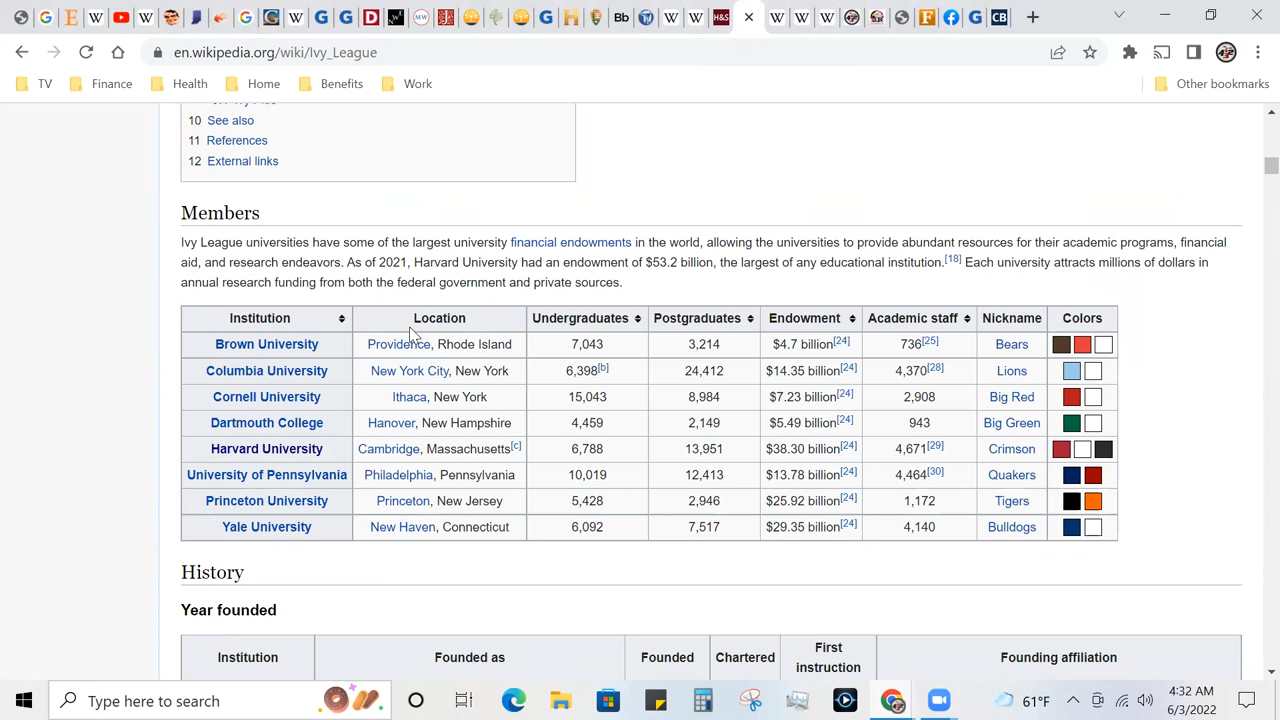 en.wikipedia.org/wiki/Ivy_League
TV Finance Health Home Benefits Work Other bookmarks
10 See also
11 References
12 External links
Members
Ivy League universities have some of the largest university financial endowments in the world, allowing the universities to provide abundant resources for their academic programs, financial
aid, and research endeavors. As of 2021, Harvard University had an endowment of $53.2 billion, the largest of any educational institution.[18] Each university attracts millions of dollars in
annual research funding from both the federal government and private sources.
Institution Location Undergraduates Postgraduates Endowment Academic staff Nickname Colors
Brown University Providence, Rhode Island 7,043 3,214 $4.7 billion[24] 736[25] Bears
Columbia University New York City, New York 6,398[b] 24,412 $14.35 billion[24] 4,370[28] Lions
Cornell University Ithaca, New York 15,043 8,984 $7.23 billion[24] 2,908 Big Red
Dartmouth College Hanover, New Hampshire 4,459 2,149 $5.49 billion[24] 943 Big Green
Harvard University Cambridge, Massachusetts[c] 6,788 13,951 $38.30 billion[24] 4,671[29] Crimson
University of Pennsylvania Philadelphia, Pennsylvania 10,019 12,413 $13.78 billion[24] 4,464[30] Quakers
Princeton University Princeton, New Jersey 5,428 2,946 $25.92 billion[24] 1,172 Tigers
Yale University New Haven, Connecticut 6,092 7,517 $29.35 billion[24] 4,140 Bulldogs
History
Year founded
Institution Founded as Founded Chartered First instruction Founding affiliation
Type here to search 61°F 4:32 AM
6/3/2022